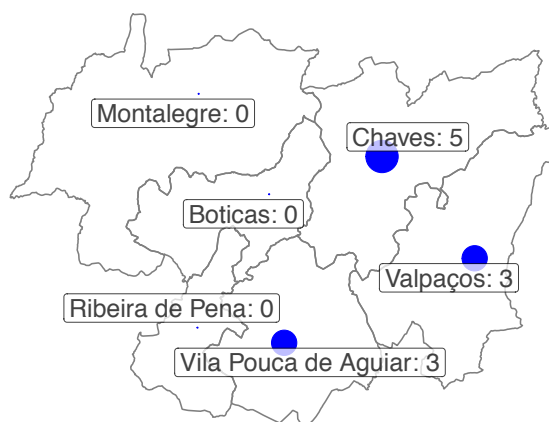 Montalegre: 0
Chaves: 5
Boticas: 0
Valpaços: 3
Ribeira de Pena: 0
Vila Pouca de Aguiar: 3